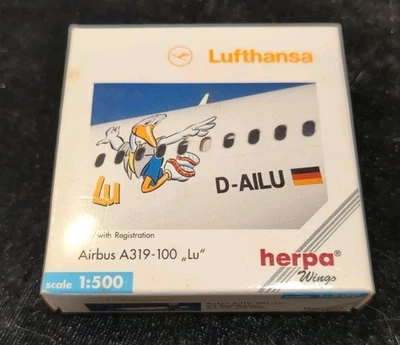 Lufthansa
Lu
D-AILU
with Registration
Airbus A319-100 „Lu“
herpa®
Wings
scale 1:500